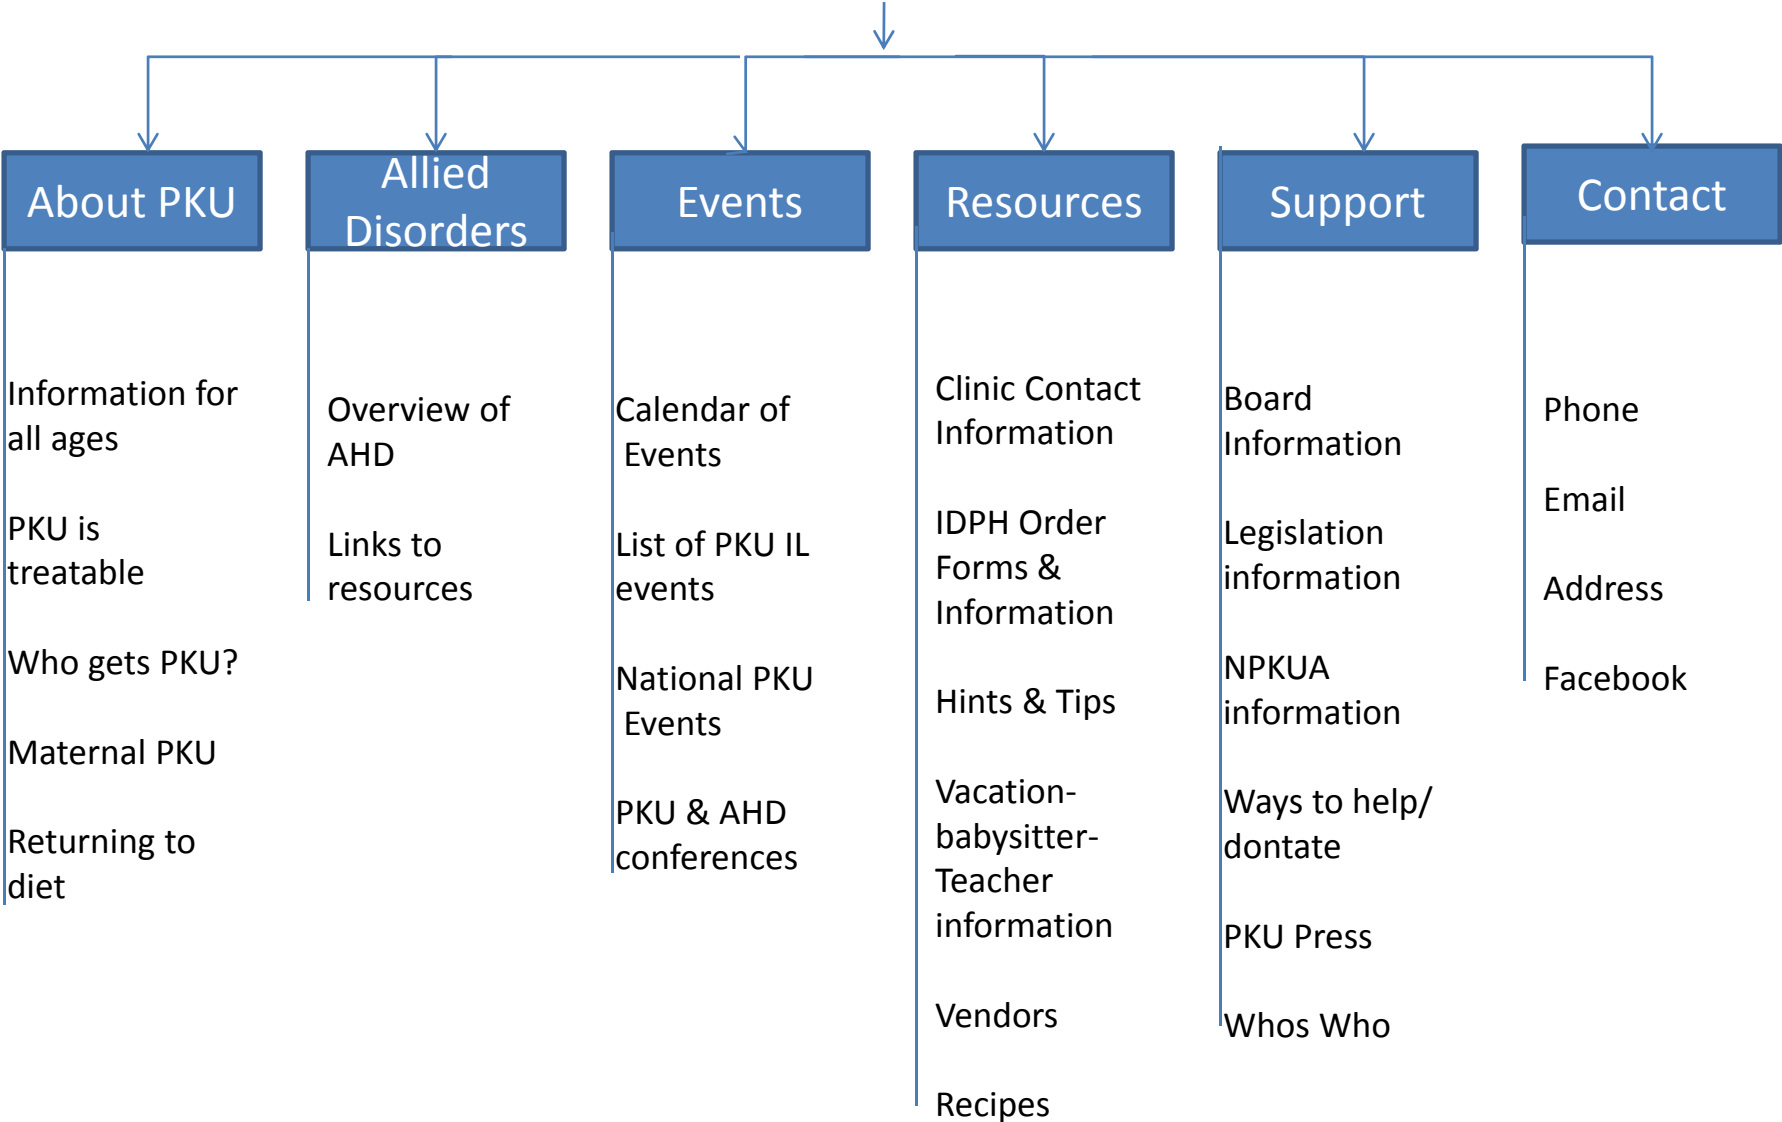 About PKU
Allied
Disorders
Events
Resources
Support
Contact
Information for
all ages
PKU is
treatable
Who gets PKU?
Maternal PKU
Returning to
diet
Overview of
AHD
Links to
resources
Calendar of
Events
List of PKU IL
events
National PKU
Events
PKU & AHD
conferences
Clinic Contact
Information
IDPH Order
Forms &
Information
Hints & Tips
Vacation-
babysitter-
Teacher
information
Vendors
Recipes
Board
Information
Legislation
information
NPKUA
information
Ways to help/
dontate
PKU Press
Whos Who
Phone
Email
Address
Facebook